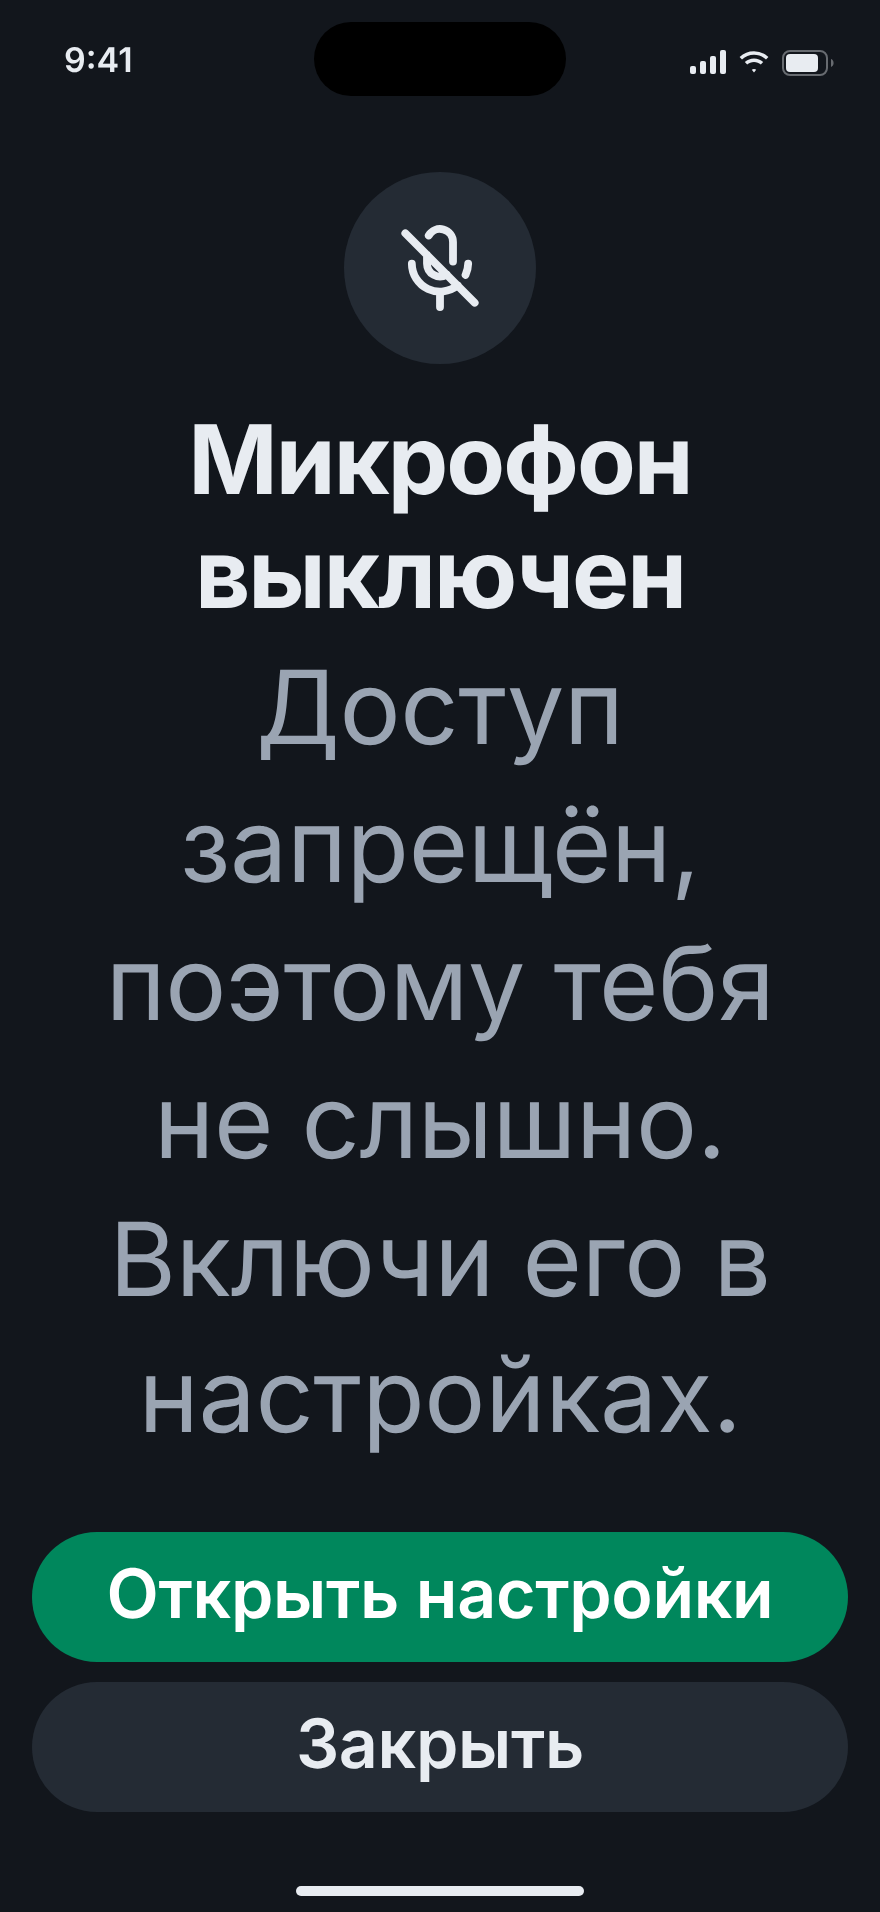 9:41
Микрофон
выключен
Доступ
запрещён,
поэтому тебя
не слышно.
Включи его в
настройках.
Открыть настройки
Закрыть